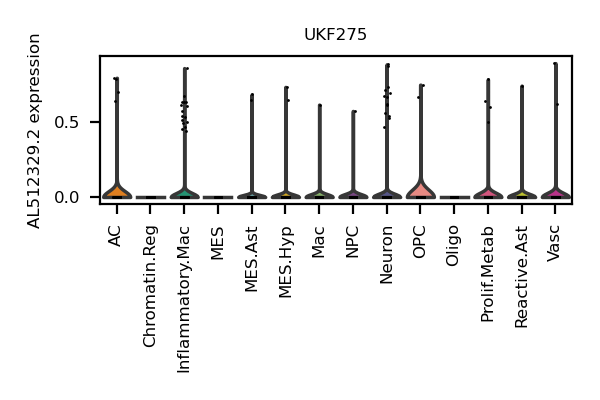 UKF275
AL512329.2 expression
0.5
0.0
AC
Chromatin.Reg
Inflammatory.Mac
MES
MES.Ast
MES.Hyp
Mac
NPC
Neuron
OPC
Oligo
Prolif.Metab
Reactive.Ast
Vasc